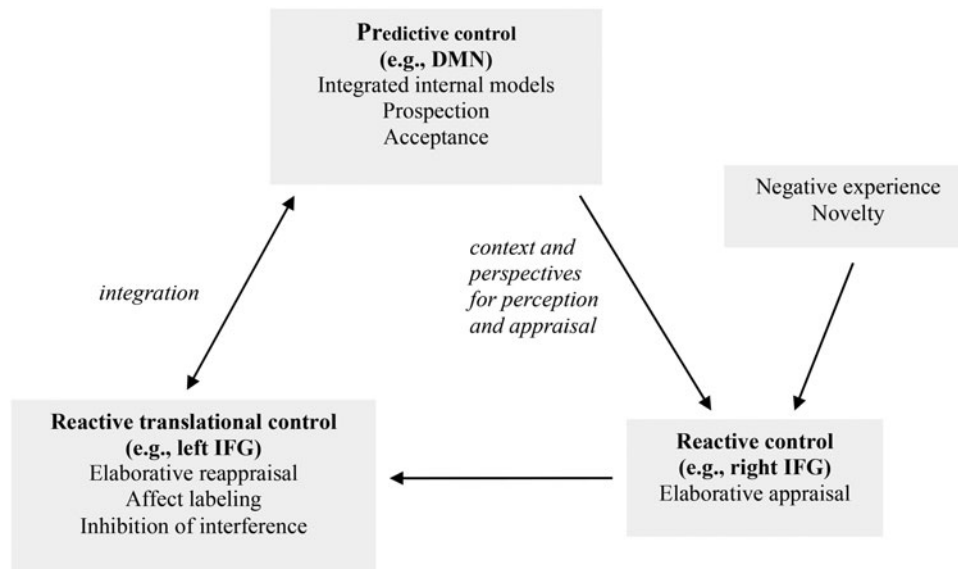 Predictive control
(e.g., DMN)
Integrated internal models
Prospection
Acceptance
Negative experience
Novelty
context and
perspectives
for perception
and appraisal
integration
Reactive translational control
(e.g., left IFG)
Elaborative reappraisal
Affect labeling
Inhibition of interference
Reactive control
(e.g., right IFG)
Elaborative appraisal